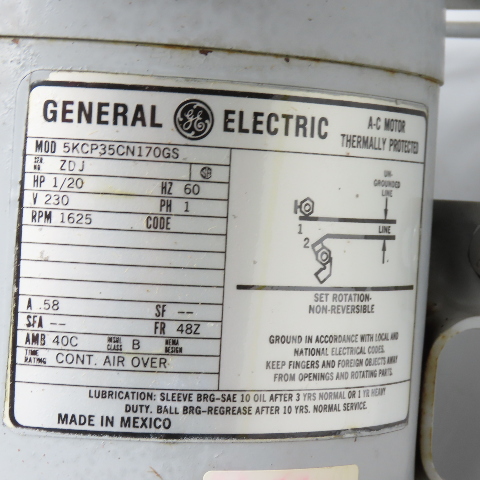 GENERAL GE ELECTRIC
A-C MOTOR
THERMALLY PROTECTED
MOD 5KCP35CN170GS
SER. NO. ZDJ
HP 1/20 HZ 60
V 230 PH 1
RPM 1625 CODE
A .58 SF --
SFA -- FR 48Z
AMB 40C INSUL CLASS B NEMA DESIGN
TIME RATING CONT. AIR OVER
UN-
GROUNDED
LINE
1 LINE
2
SET ROTATION-
NON-REVERSIBLE
GROUND IN ACCORDANCE WITH LOCAL AND
NATIONAL ELECTRICAL CODES.
KEEP FINGERS AND FOREIGN OBJECTS AWAY
FROM OPENINGS AND ROTATING PARTS.
LUBRICATION: SLEEVE BRG-SAE 10 OIL AFTER 3 YRS NORMAL OR 1 YR HEAVY
DUTY. BALL BRG-REGREASE AFTER 10 YRS. NORMAL SERVICE.
MADE IN MEXICO